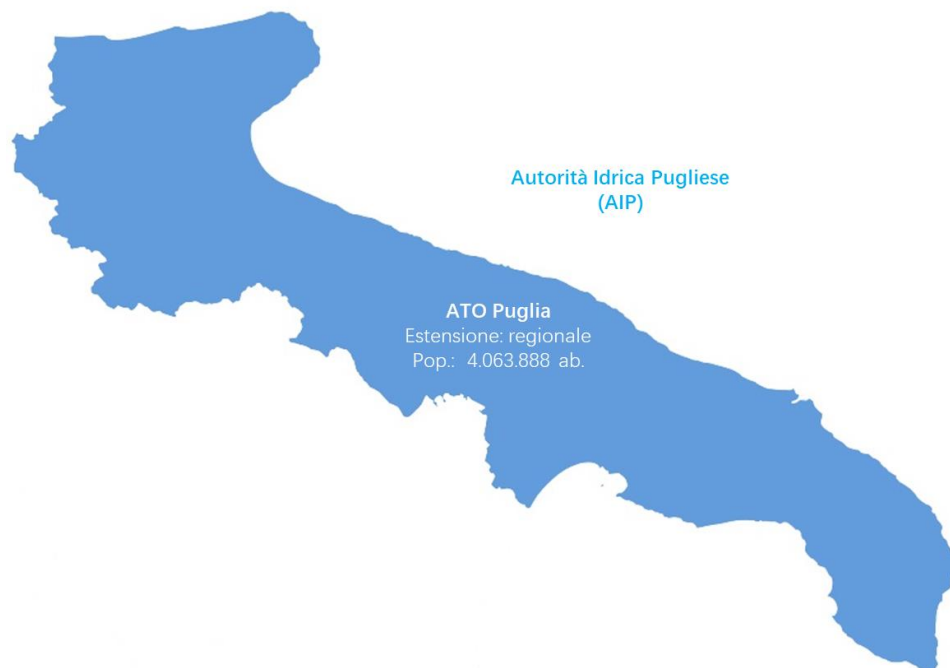 Autorità Idrica Pugliese
(AIP)
ATO Puglia
Estensione: regionale
Pop.: 4.063.888 ab.